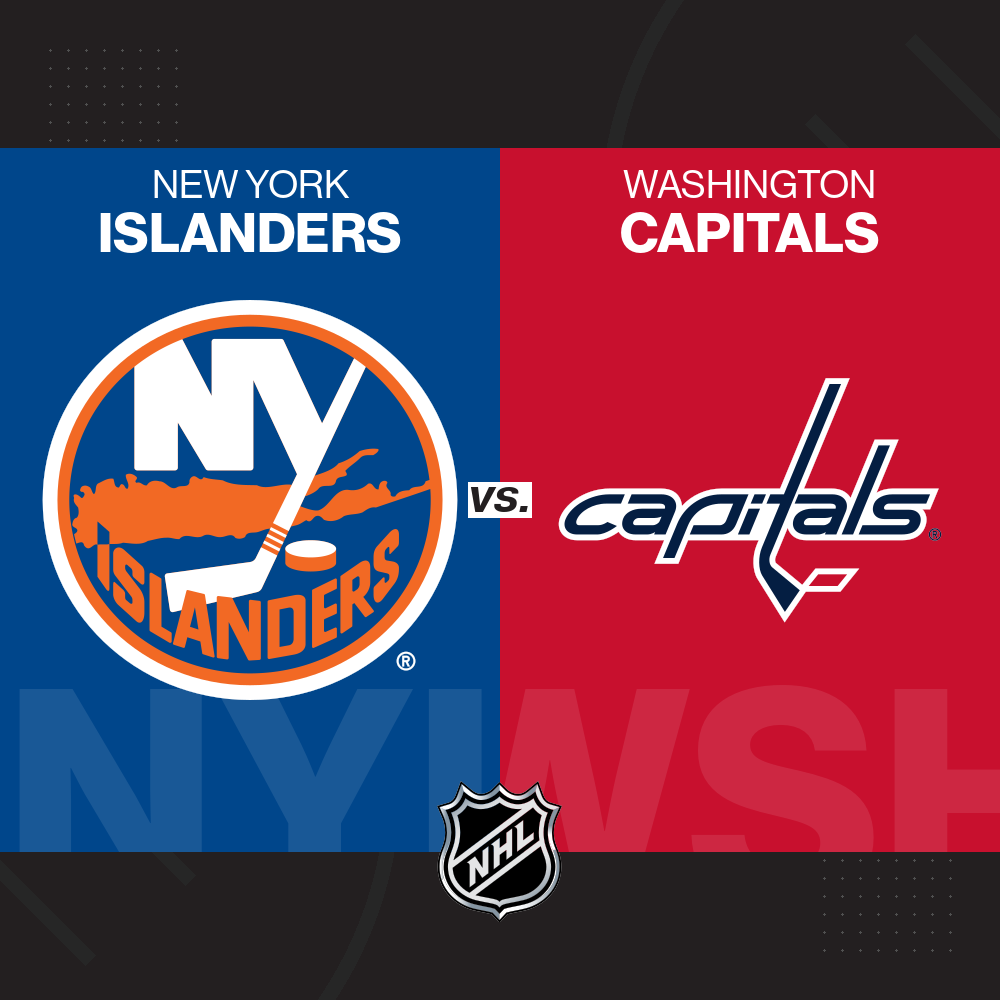 NEW YORK
ISLANDERS
WASHINGTON
CAPITALS
NY
ISLANDERS
®
vs.
capitals
®
NYI
WSH
NHL